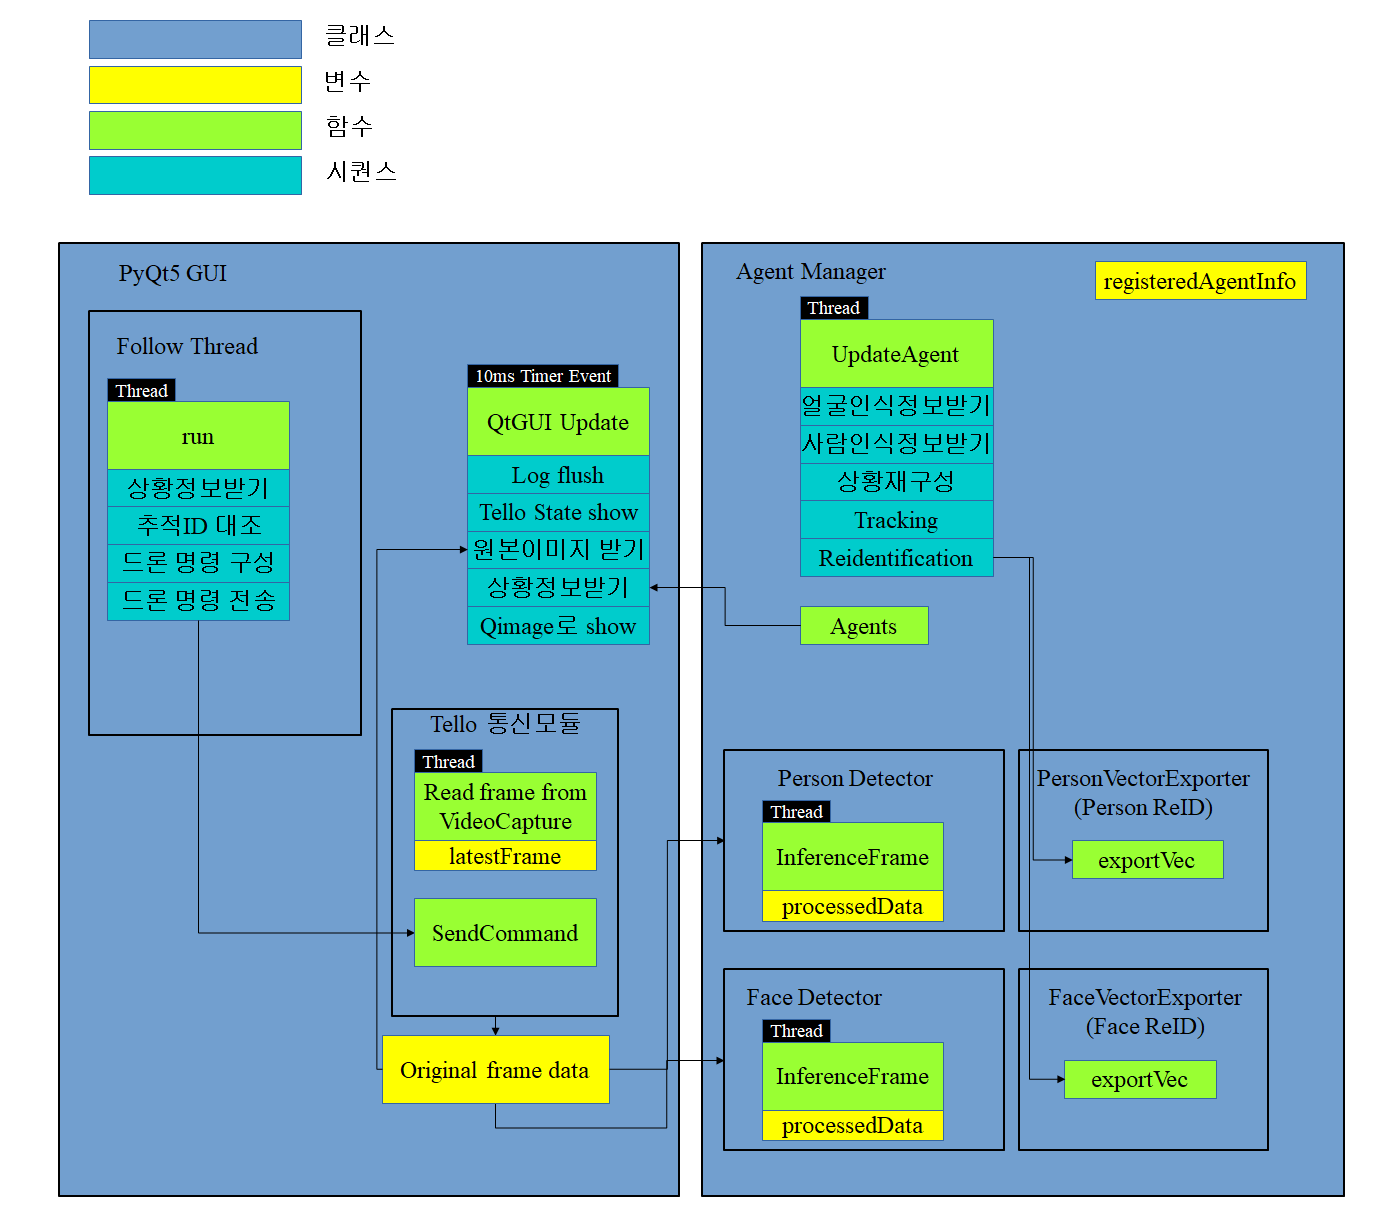 클래스
변수
함수
시퀀스
PyQt5 GUI
Follow Thread
Thread
run
상황정보받기
추적ID 대조
드론 명령 구성
드론 명령 전송
10ms Timer Event
QtGUI Update
Log flush
Tello State show
원본이미지 받기
상황정보받기
Qimage로 show
Tello 통신모듈
Thread
Read frame from
VideoCapture
latestFrame
SendCommand
Original frame data
Agent Manager
registeredAgentInfo
Thread
UpdateAgent
얼굴인식정보받기
사람인식정보받기
상황재구성
Tracking
Reidentification
Agents
Person Detector
Thread
InferenceFrame
processedData
PersonVectorExporter
(Person ReID)
exportVec
Face Detector
Thread
InferenceFrame
processedData
FaceVectorExporter
(Face ReID)
exportVec